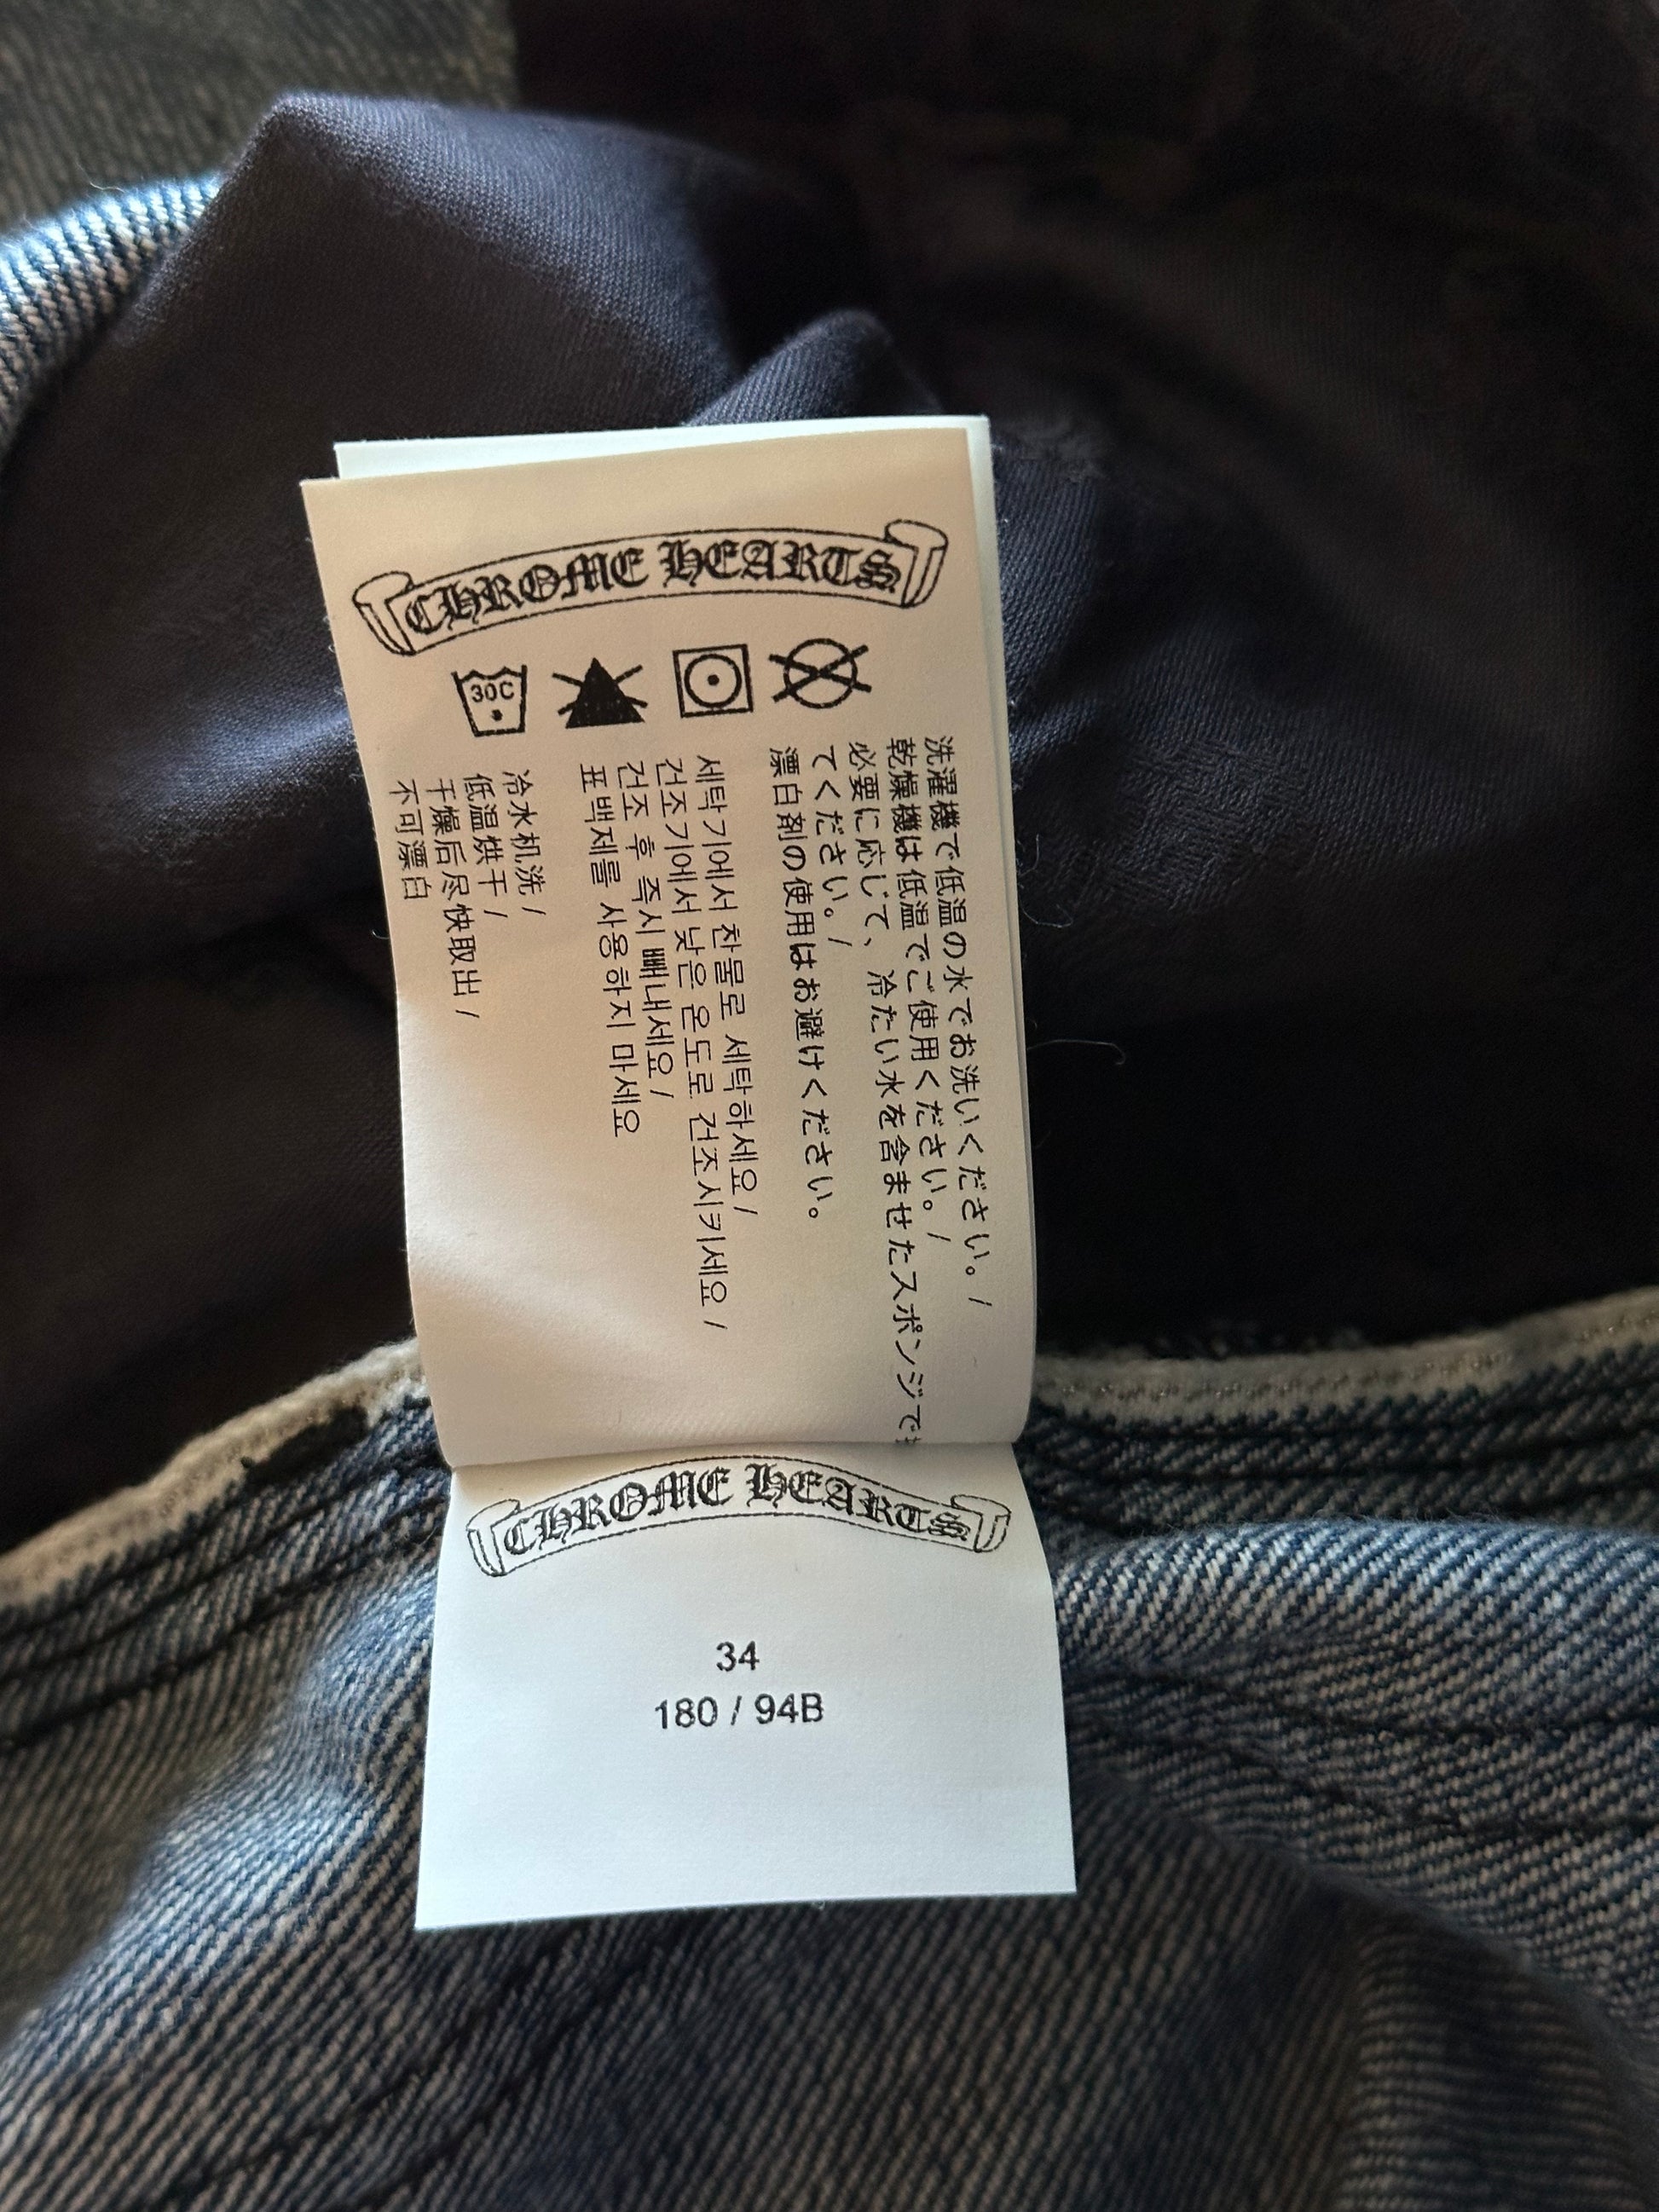 CHROME HEARTS
30C
洗濯機で低温の水でお洗いください。/
乾燥機は低温でご使用ください。/
必要に応じて、冷たい水を含ませたスポンジで
てください。/
漂白剤の使用はお避けください。
세탁기에서 찬물로 세탁하세요 /
건조기에서 낮은 온도로 건조시키세요 /
건조 후 즉시 빼내세요 /
표백제를 사용하지 마세요
冷水机洗 /
低温烘干 /
干燥后尽快取出 /
不可漂白
CHROME HEARTS
34
180 / 94B